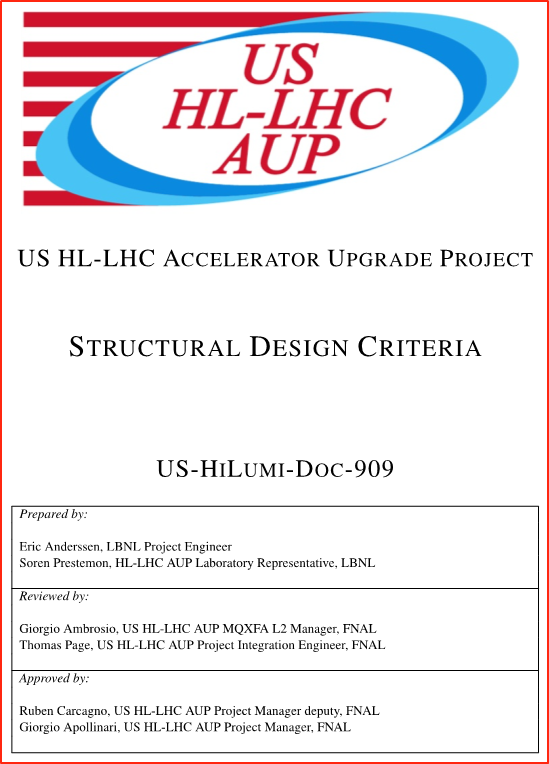 US
HL-LHC
AUP
US HL-LHC ACCELERATOR UPGRADE PROJECT
STRUCTURAL DESIGN CRITERIA
US-HILUMI-DOC-909
Prepared by:
Eric Anderssen, LBNL Project Engineer
Soren Prestemon, HL-LHC AUP Laboratory Representative, LBNL
Reviewed by:
Giorgio Ambrosio, US HL-LHC AUP MQXFA L2 Manager, FNAL
Thomas Page, US HL-LHC AUP Project Integration Engineer, FNAL
Approved by:
Ruben Carcagno, US HL-LHC AUP Project Manager deputy, FNAL
Giorgio Apollinari, US HL-LHC AUP Project Manager, FNAL